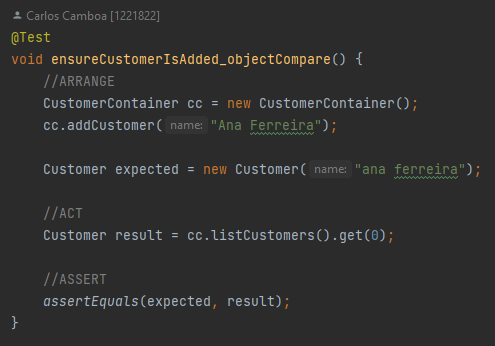 Carlos Camboa [1221822]
@Test
void ensureCustomerIsAdded_objectCompare() {
//ARRANGE
CustomerContainer cc = new CustomerContainer();
cc.addCustomer( name: "Ana Ferreira");
Customer expected = new Customer( name: "ana ferreira");
//ACT
Customer result = cc.listCustomers().get(0);
//ASSERT
assertEquals(expected, result);
}